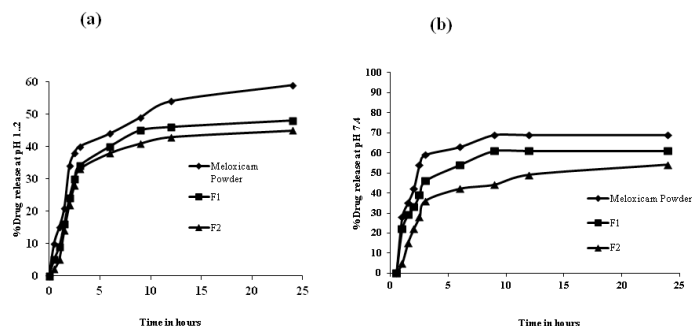 (a)
%Drug release at pH 1..2
60
50
40
30
20
10
0
0 5 10 15 20 25
Time in hours
Meloxicam
Powder
F1
F2
(b)
%Drug release at pH 7.4
100
90
80
70
60
50
40
30
20
10
0
0 5 10 15 20 25
Time in hours
Meloxicam Powder
F1
F2